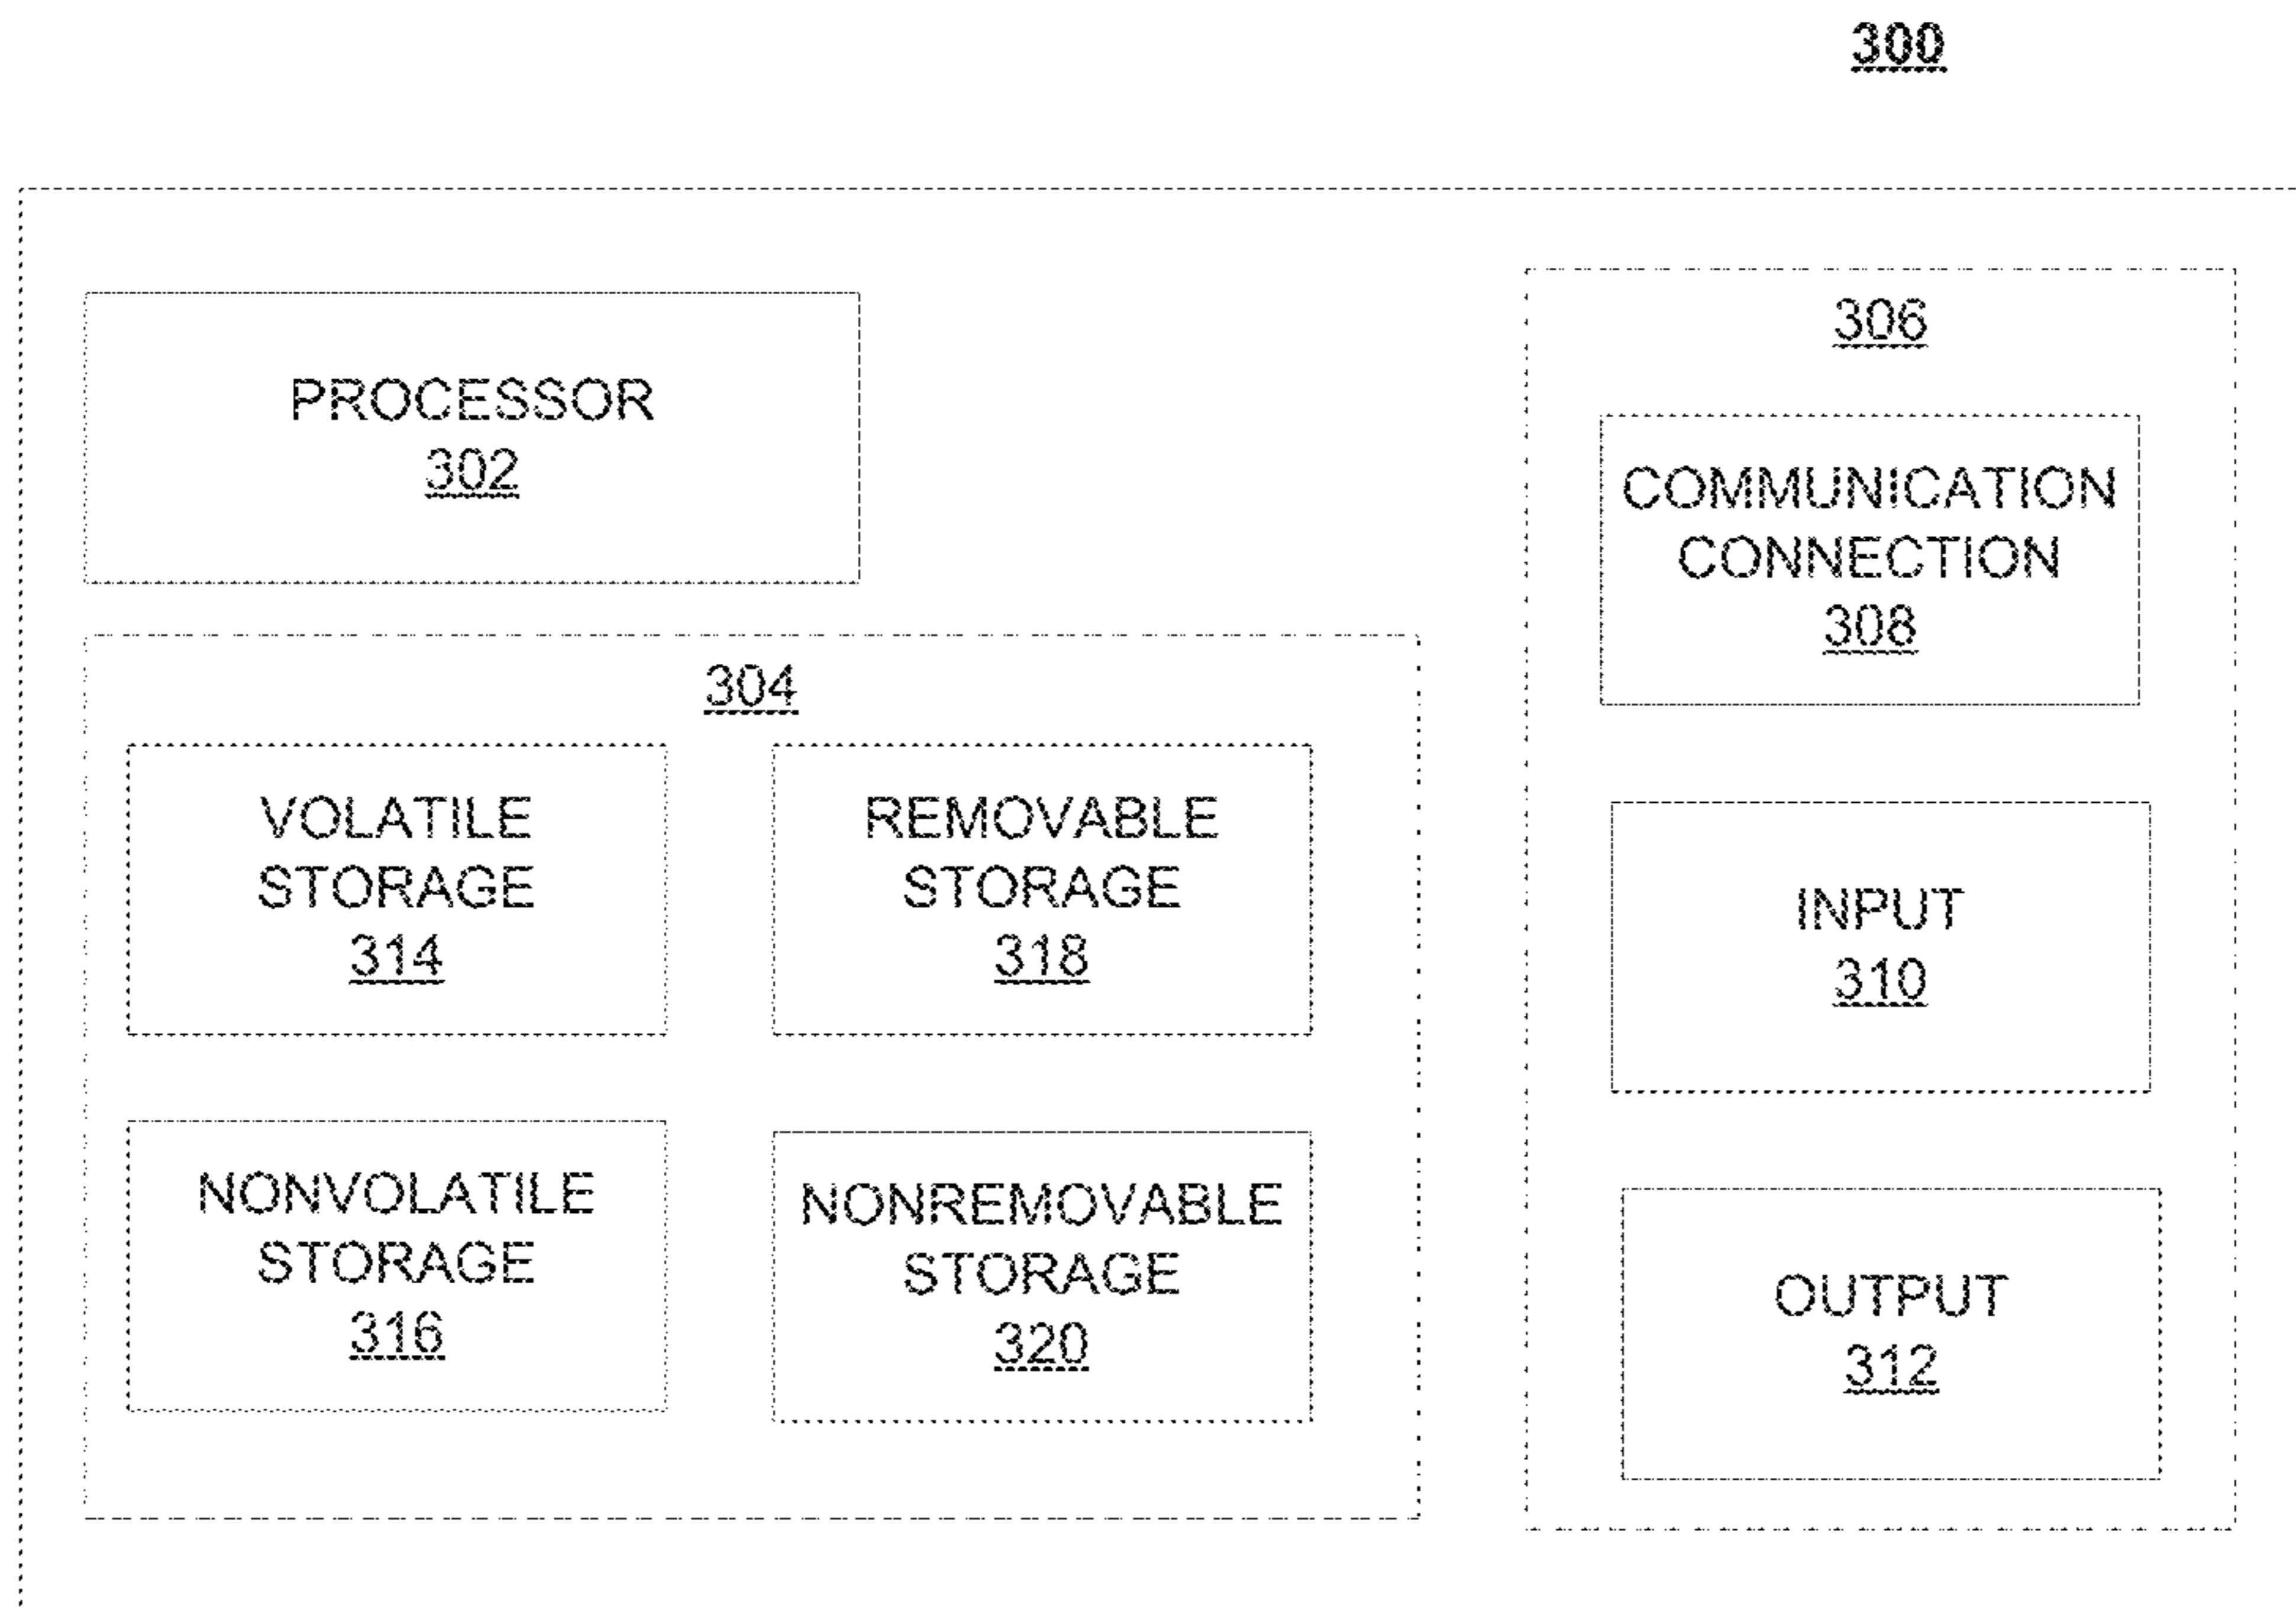 300
PROCESSOR
302
304
VOLATILE
STORAGE
314
REMOVABLE
STORAGE
318
NONVOLATILE
STORAGE
316
NONREMOVABLE
STORAGE
320
306
COMMUNICATION
CONNECTION
308
INPUT
310
OUTPUT
312